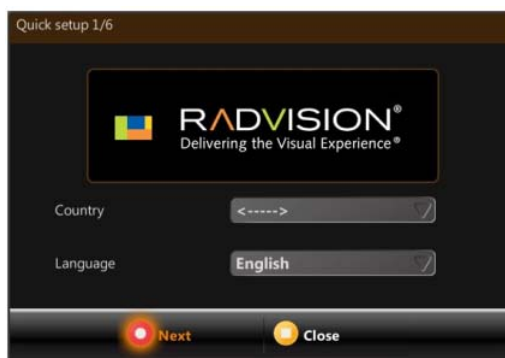 Quick setup 1/6
RADVISION®
Delivering the Visual Experience®
Country <----->
Language English
Next Close